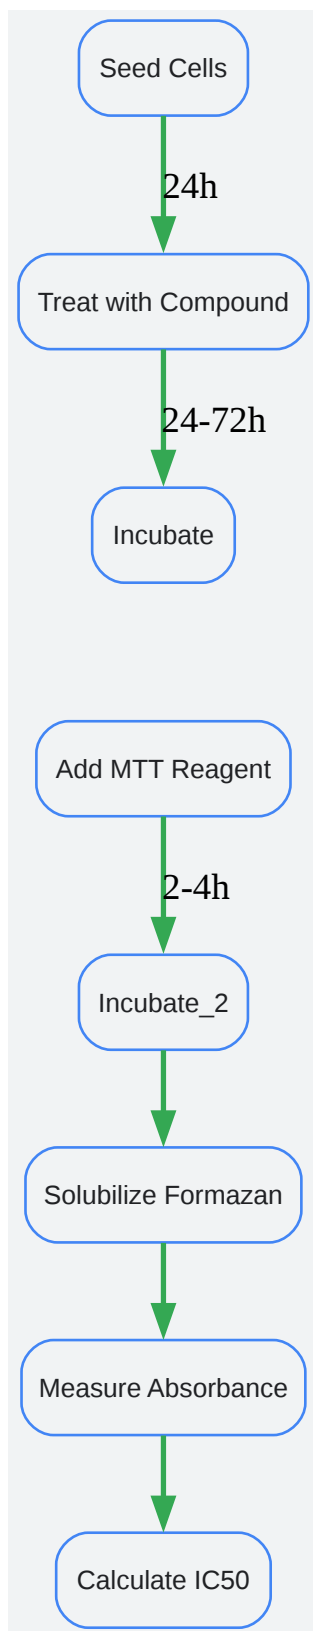 Seed Cells
24h
Treat with Compound
24-72h
Incubate
Add MTT Reagent
2-4h
Incubate_2
Solubilize Formazan
Measure Absorbance
Calculate IC50